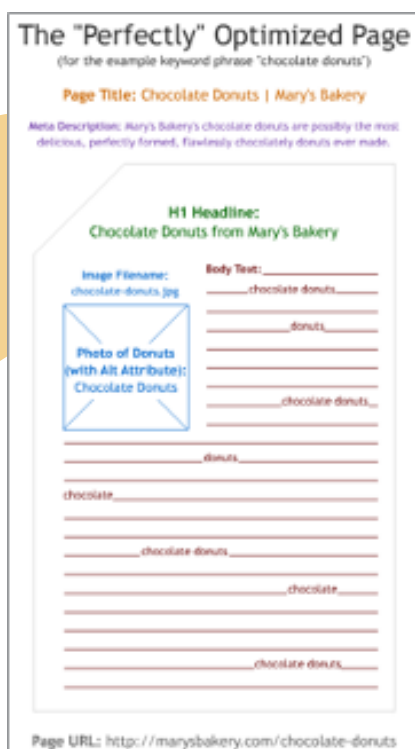 The "Perfectly" Optimized Page
(for the example keyword phrase "chocolate donuts")
Page Title: Chocolate Donuts | Mary's Bakery
Meta Description: Mary's Bakery's chocolate donuts are possibly the most
delicious, perfectly formed, flawlessly chocolately donuts ever made.
H1 Headline:
Chocolate Donuts from Mary's Bakery
Image Filename:
chocolate-donuts.jpg
Photo of Donuts
(with Alt Attribute):
Chocolate Donuts
Body Text:
chocolate donuts
donuts
chocolate donuts
donuts
chocolate
chocolate donuts
chocolate
chocolate donuts
Page URL: http://marysbakery.com/chocolate-donuts